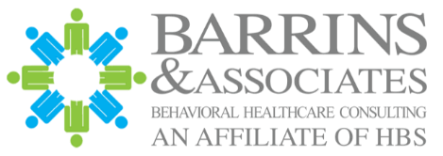 BARRINS
&ASSOCIATES
BEHAVIORAL HEALTHCARE CONSULTING
AN AFFILIATE OF HBS